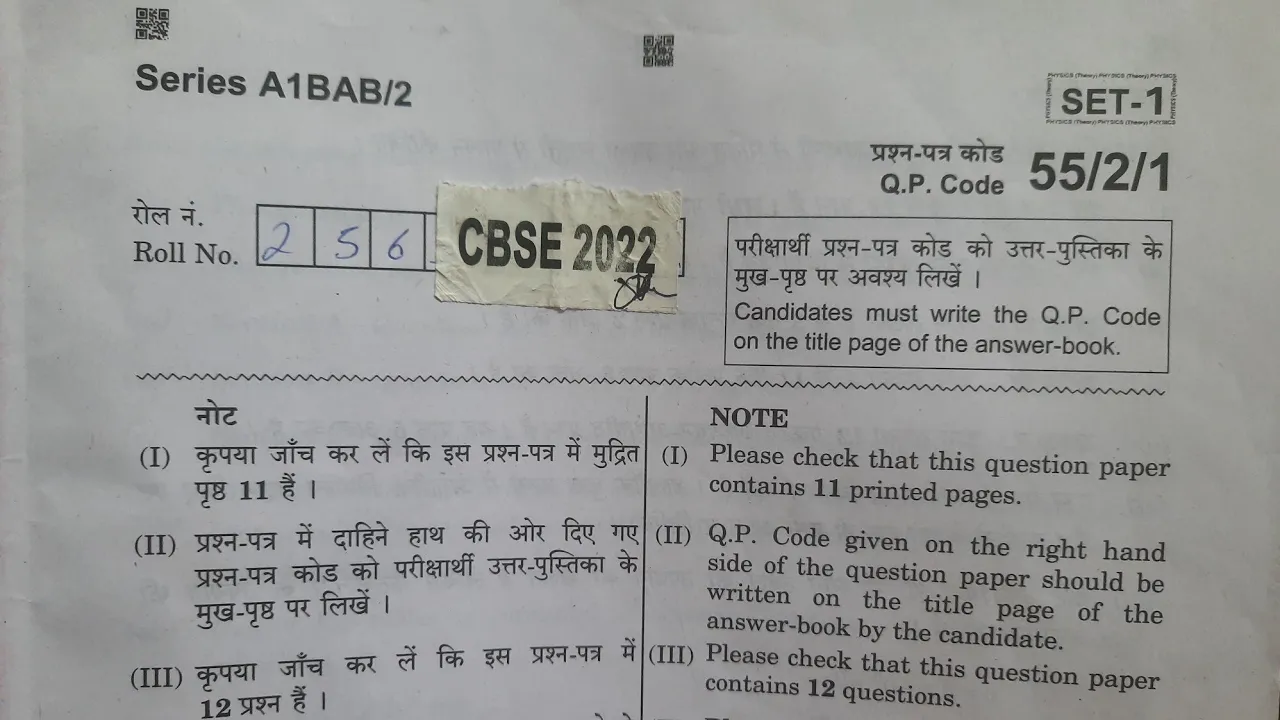 Series A1BAB/2
SET-1
प्रश्न-पत्र कोड
Q.P. Code 55/2/1
रोल नं.
Roll No. 2 5 6
CBSE 2022
परीक्षार्थी प्रश्न-पत्र कोड को उत्तर-पुस्तिका के
मुख-पृष्ठ पर अवश्य लिखें ।
Candidates must write the Q.P. Code
on the title page of the answer-book.
नोट
(I) कृपया जाँच कर लें कि इस प्रश्न-पत्र में मुद्रित
पृष्ठ 11 हैं ।
(II) प्रश्न-पत्र में दाहिने हाथ की ओर दिए गए
प्रश्न-पत्र कोड को परीक्षार्थी उत्तर-पुस्तिका के
मुख-पृष्ठ पर लिखें ।
(III) कृपया जाँच कर लें कि इस प्रश्न-पत्र में
12 प्रश्न हैं ।
NOTE
(I) Please check that this question paper
contains 11 printed pages.
(II) Q.P. Code given on the right hand
side of the question paper should be
written on the title page of the
answer-book by the candidate.
(III) Please check that this question paper
contains 12 questions.